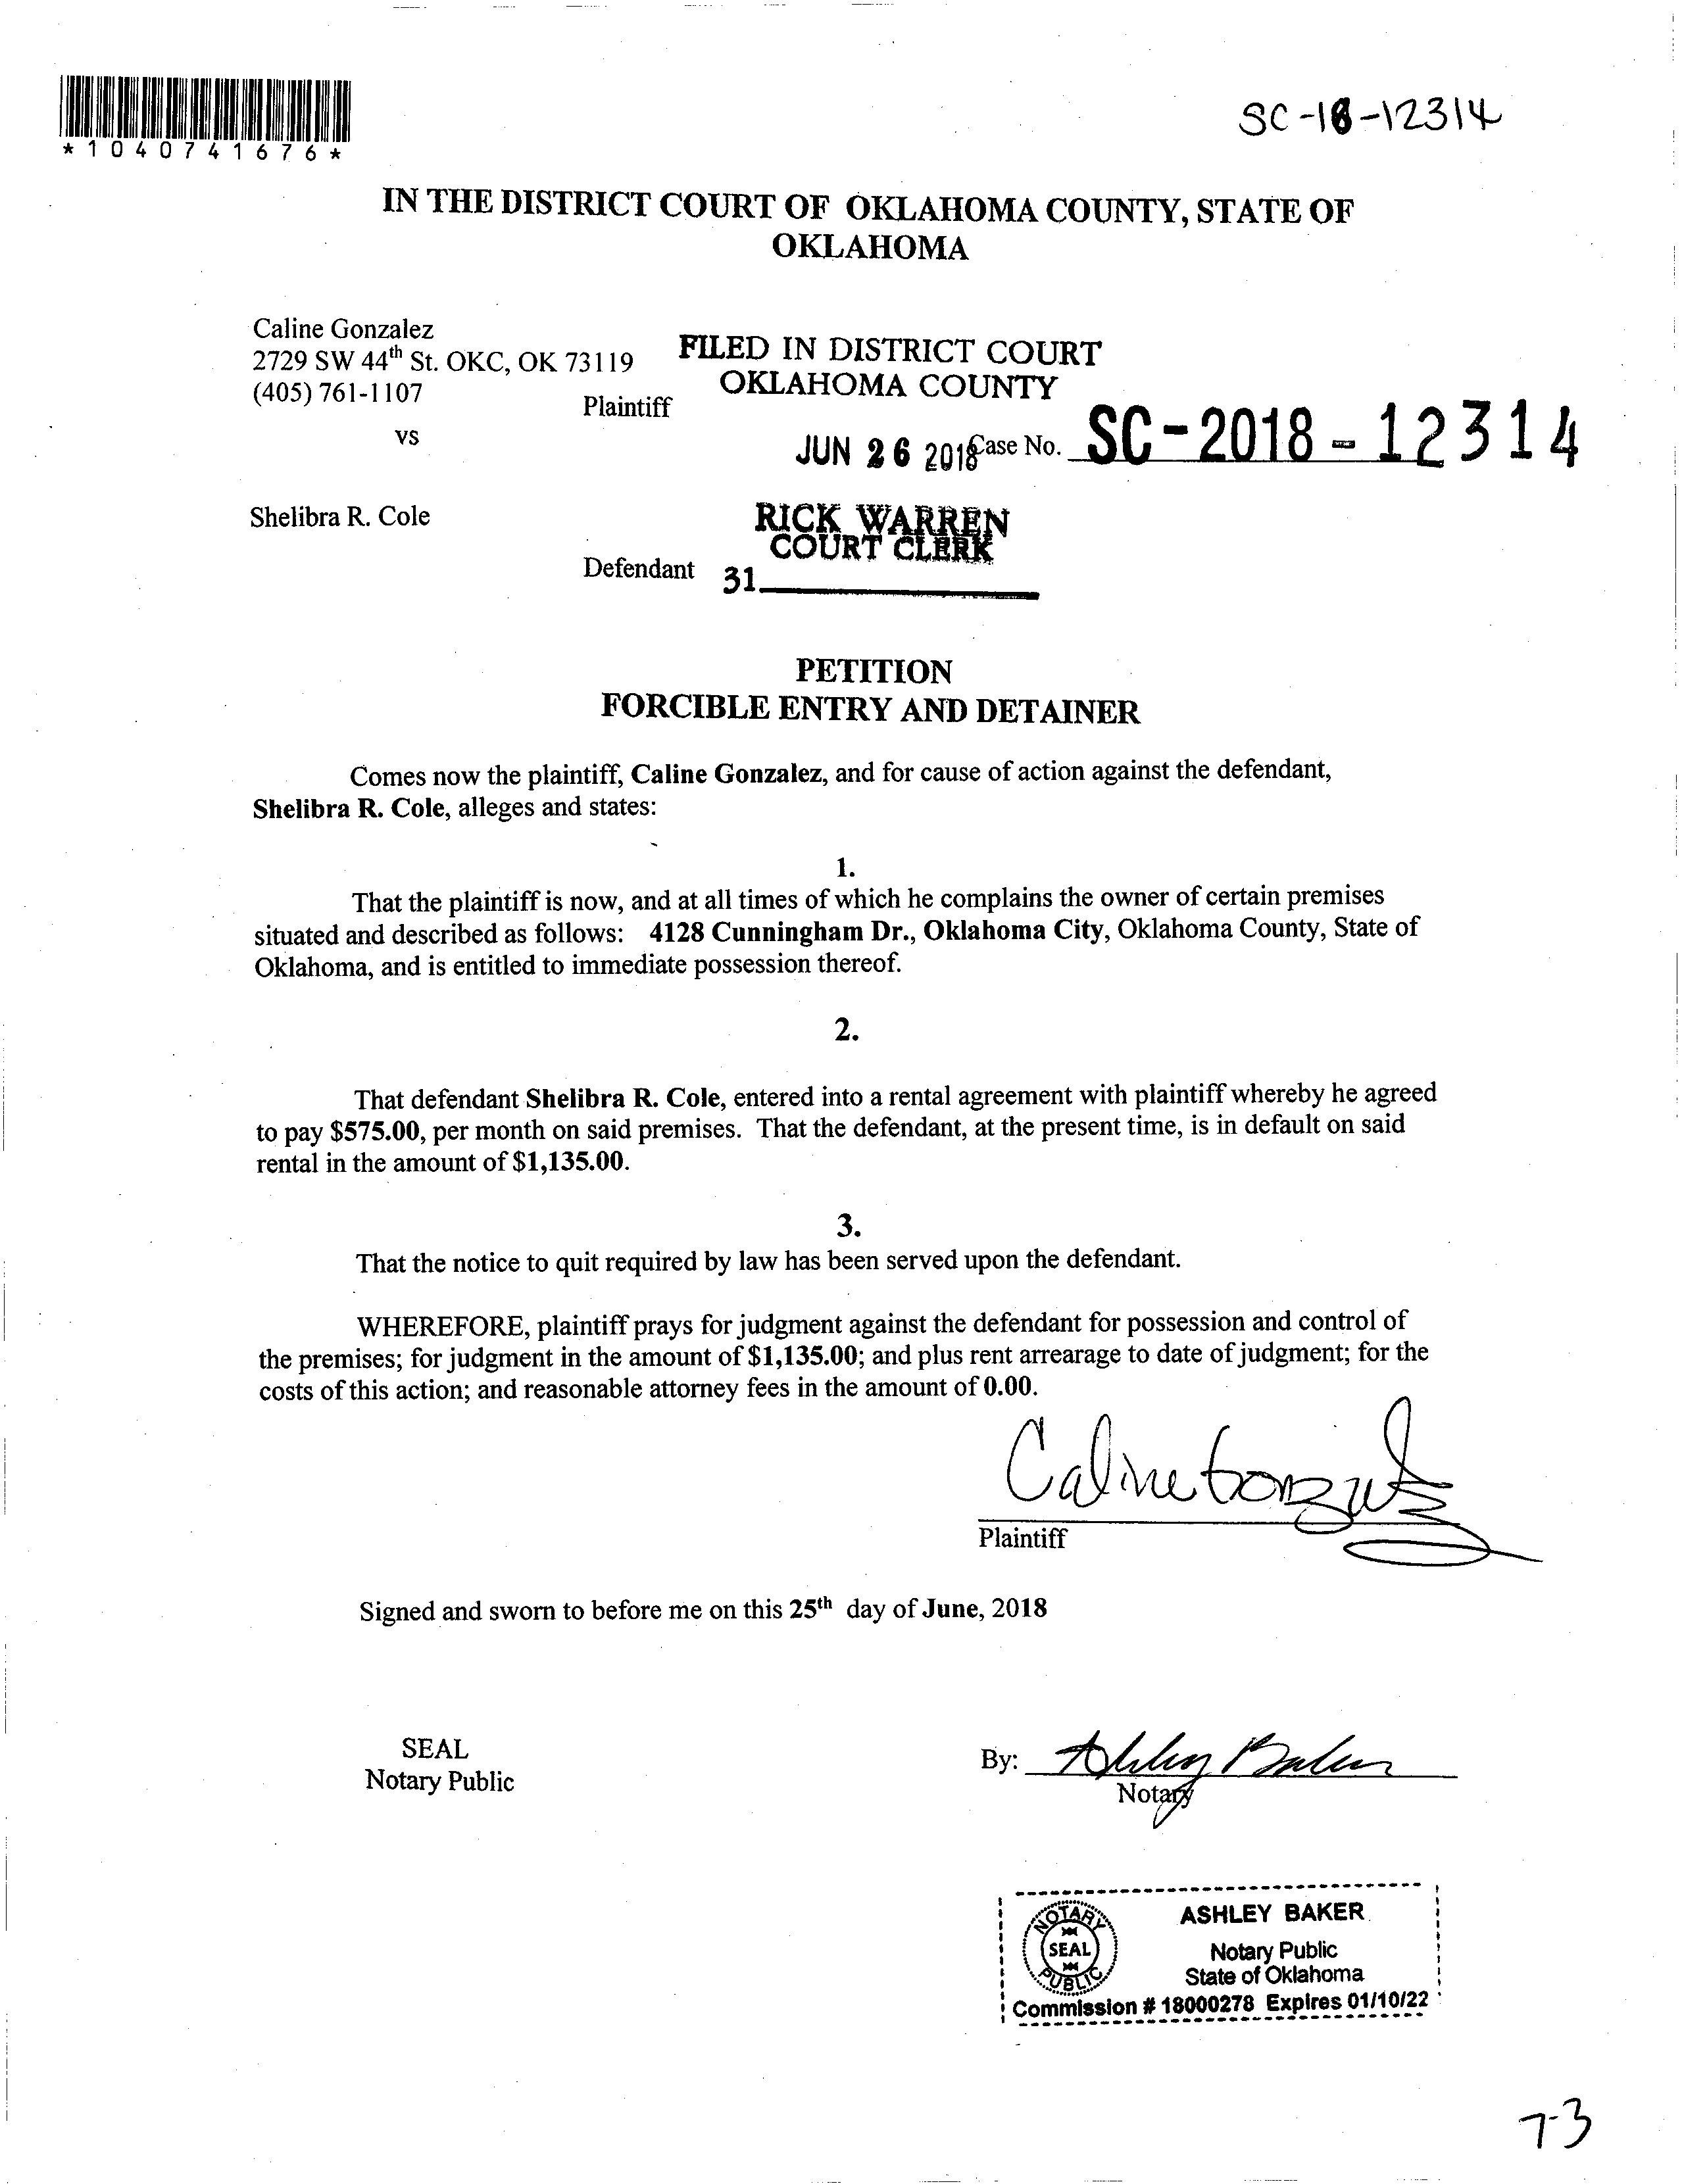 *1040741676*
SC-18-12314
IN THE DISTRICT COURT OF OKLAHOMA COUNTY, STATE OF
OKLAHOMA
Caline Gonzalez
2729 SW 44th St. OKC, OK 73119
(405) 761-1107
Plaintiff
vs
FILED IN DISTRICT COURT
OKLAHOMA COUNTY
JUN 26 2018 Case No. SC-2018-12314
Shelibra R. Cole
RICK WARREN
COURT CLERK
Defendant
31
PETITION
FORCIBLE ENTRY AND DETAINER
Comes now the plaintiff, Caline Gonzalez, and for cause of action against the defendant,
Shelibra R. Cole, alleges and states:
1.
That the plaintiff is now, and at all times of which he complains the owner of certain premises
situated and described as follows: 4128 Cunningham Dr., Oklahoma City, Oklahoma County, State of
Oklahoma, and is entitled to immediate possession thereof.
2.
That defendant Shelibra R. Cole, entered into a rental agreement with plaintiff whereby he agreed
to pay $575.00, per month on said premises. That the defendant, at the present time, is in default on said
rental in the amount of $1,135.00.
3.
That the notice to quit required by law has been served upon the defendant.
WHEREFORE, plaintiff prays for judgment against the defendant for possession and control of
the premises; for judgment in the amount of $1,135.00; and plus rent arrearage to date of judgment; for the
costs of this action; and reasonable attorney fees in the amount of 0.00.
Caline Gonzalez
Plaintiff
Signed and sworn to before me on this 25th day of June, 2018
SEAL
Notary Public
By: Ashley Baker
Notary
NOTARY
SEAL
PUBLIC
ASHLEY BAKER
Notary Public
State of Oklahoma
Commission # 18000278 Expires 01/10/22
7-3